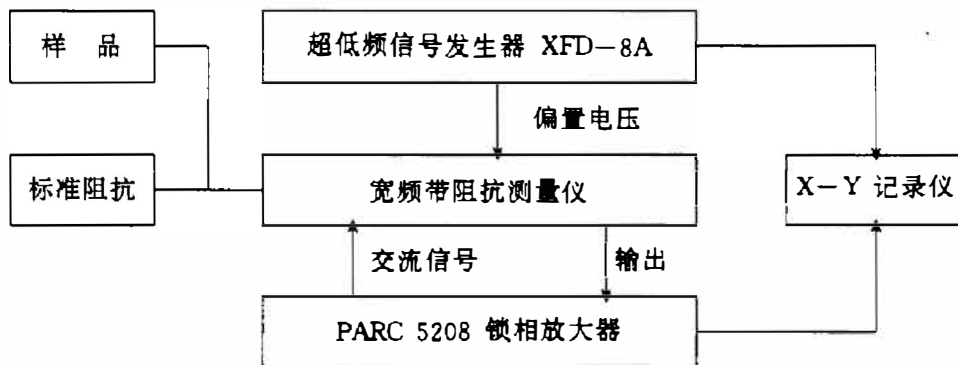 样 品
超低频信号发生器 XFD-8A
偏置电压
标准阻抗
宽频带阻抗测量仪
X-Y 记录仪
交流信号
输出
PARC 5208 锁相放大器